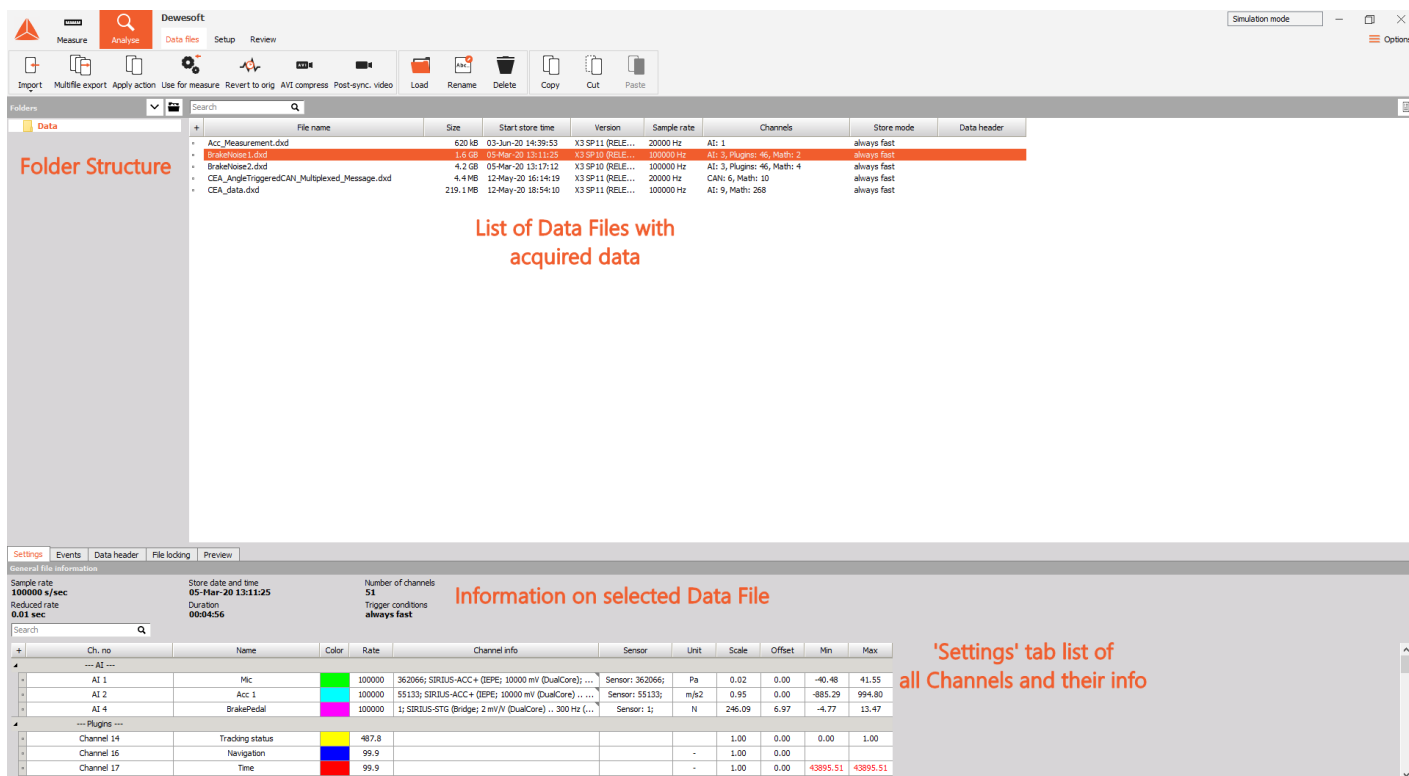 Dewesoft
Simulation mode
Measure
Analyse
Data files Setup Review
Options
Import Multifile export Apply action Use for measure Revert to orig AVI compress Post-sync. video Load Rename Delete Copy Cut Paste
Folders
Search
Data
+ File name Size Start store time Version Sample rate Channels Store mode Data header
Acc_Measurement.dxd 620 kB 03-Jun-20 14:39:53 X3 SP11 (RELE... 20000 Hz AI: 1 always fast
BrakeNoise1.dxd 1.6 GB 05-Mar-20 13:11:25 X3 SP10 (RELE... 100000 Hz AI: 3, Plugins: 46, Math: 2 always fast
BrakeNoise2.dxd 4.2 GB 05-Mar-20 13:17:12 X3 SP10 (RELE... 100000 Hz AI: 3, Plugins: 46, Math: 4 always fast
CEA_AngleTriggeredCAN_Multiplexed_Message.dxd 4.4 MB 12-May-20 16:14:19 X3 SP11 (RELE... 20000 Hz CAN: 6, Math: 10 always fast
CEA_data.dxd 219.1 MB 12-May-20 18:54:10 X3 SP11 (RELE... 100000 Hz AI: 9, Math: 268 always fast
Folder Structure
List of Data Files with
acquired data
Settings Events Data header File locking Preview
General file information
Sample rate Store date and time Number of channels
100000 s/sec 05-Mar-20 13:11:25 51
Reduced rate Duration Trigger conditions
0.01 sec 00:04:56 always fast
Information on selected Data File
Search
+ Ch. no Name Color Rate Channel info Sensor Unit Scale Offset Min Max
--- AI ---
AI 1 Mic 100000 362066; SIRIUS-ACC+ (IEPE; 10000 mV (DualCore); ... Sensor: 362066; Pa 0.02 0.00 -40.48 41.55
AI 2 Acc 1 100000 55133; SIRIUS-ACC+ (IEPE; 10000 mV (DualCore) .. ... Sensor: 55133; m/s2 0.95 0.00 -885.29 994.80
AI 4 BrakePedal 100000 1; SIRIUS-STG (Bridge; 2 mV/V (DualCore) .. 300 Hz (... Sensor: 1; N 246.09 6.97 -4.77 13.47
--- Plugins ---
Channel 14 Tracking status 487.8 1.00 0.00 0.00 1.00
Channel 16 Navigation 99.9 - 1.00 0.00
Channel 17 Time 99.9 - 1.00 0.00 43895.51 43895.51
'Settings' tab list of
all Channels and their info